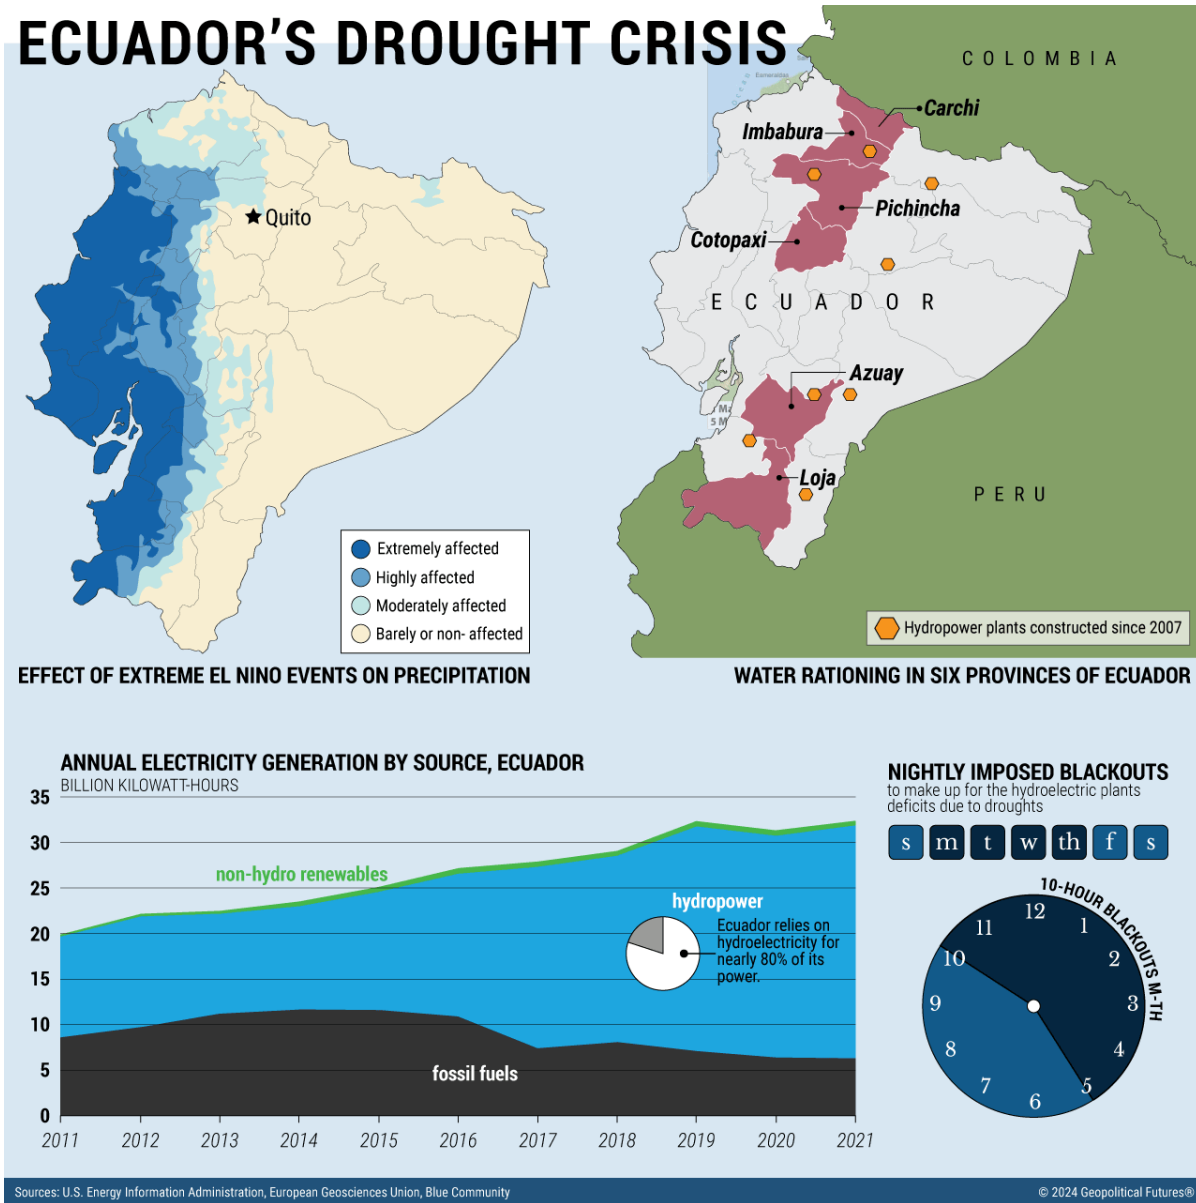 ECUADOR'S DROUGHT CRISIS
Quito
Extremely affected
Highly affected
Moderately affected
Barely or non- affected
EFFECT OF EXTREME EL NINO EVENTS ON PRECIPITATION
COLOMBIA
Esmeraldas
Carchi
Imbabura
Pichincha
Cotopaxi
ECUADOR
Azuay
5 M
Loja
PERU
Hydropower plants constructed since 2007
WATER RATIONING IN SIX PROVINCES OF ECUADOR
ANNUAL ELECTRICITY GENERATION BY SOURCE, ECUADOR
BILLION KILOWATT-HOURS
35
30
25
20
15
10
5
0
non-hydro renewables
hydropower
Ecuador relies on
hydroelectricity for
nearly 80% of its
power.
fossil fuels
2011 2012 2013 2014 2015 2016 2017 2018 2019 2020 2021
NIGHTLY IMPOSED BLACKOUTS
to make up for the hydroelectric plants
deficits due to droughts
s m t w th f s
10-HOUR BLACKOUTS M-TH
12
1
2
3
4
5
6
7
8
9
10
11
Sources: U.S. Energy Information Administration, European Geosciences Union, Blue Community
© 2024 Geopolitical Futures®